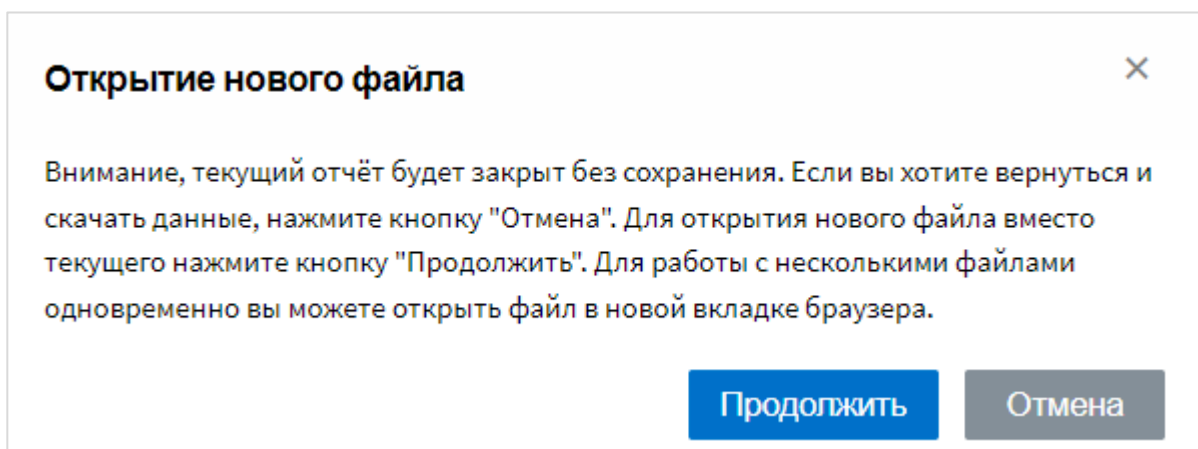 Открытие нового файла
Внимание, текущий отчёт будет закрыт без сохранения. Если вы хотите вернуться и
скачать данные, нажмите кнопку "Отмена". Для открытия нового файла вместо
текущего нажмите кнопку "Продолжить". Для работы с несколькими файлами
одновременно вы можете открыть файл в новой вкладке браузера.
Продолжить Отмена